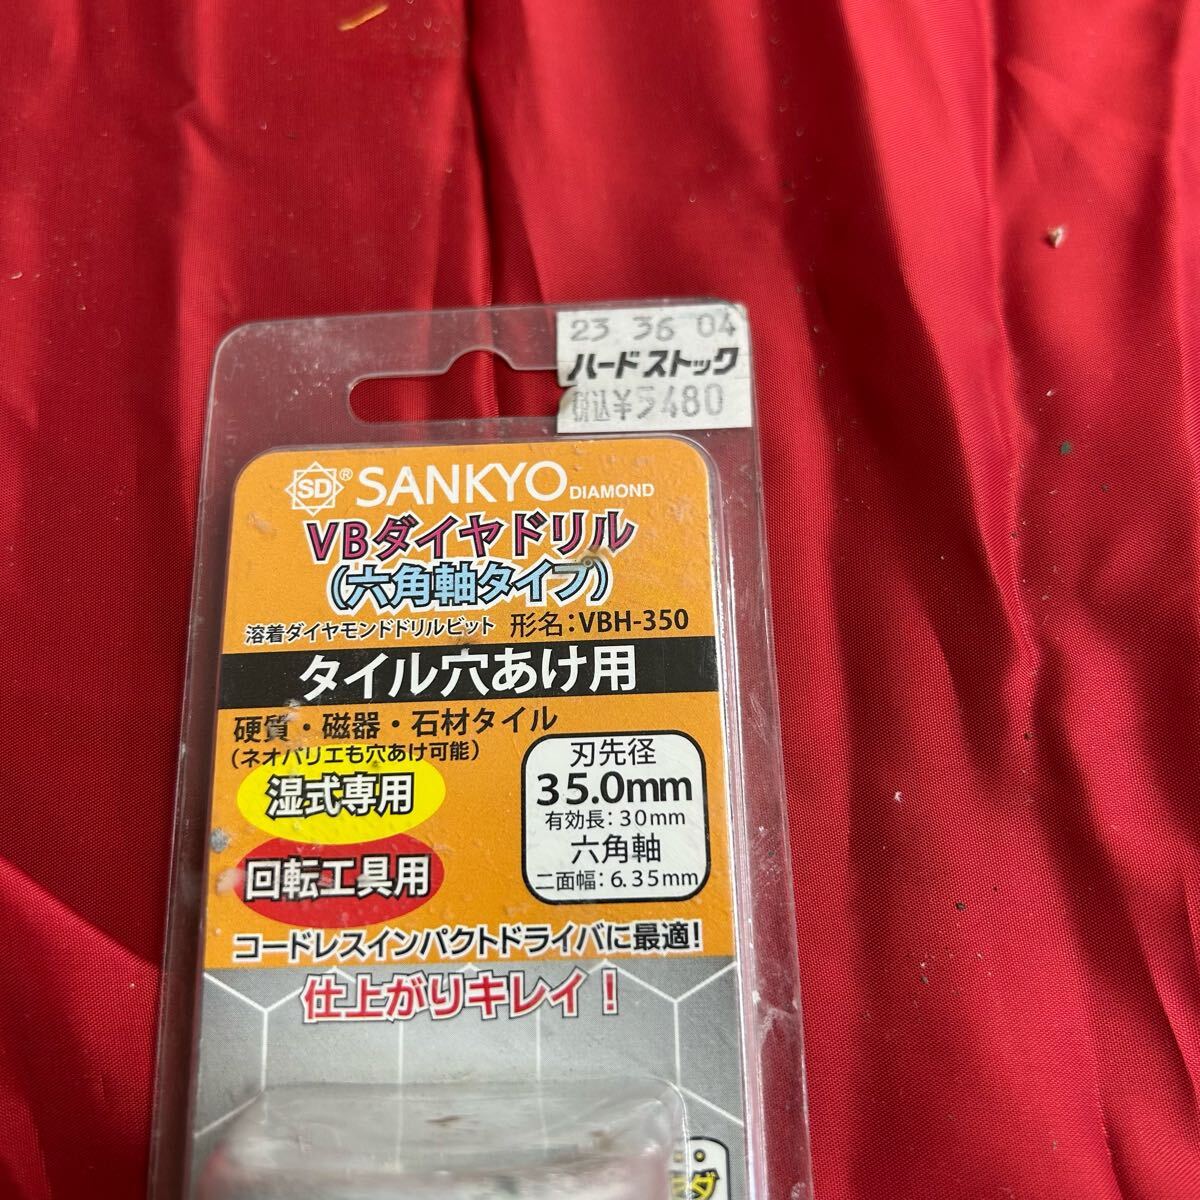 23 36 04
ハードストック
税込¥5480
SD® SANKYO DIAMOND
VBダイヤドリル
(六角軸タイプ)
溶着ダイヤモンドドリルビット 形名：VBH-350
タイル穴あけ用
硬質・磁器・石材タイル
(ネオパリエも穴あけ可能)
湿式専用
回転工具用
刃先径
35.0mm
有効長：30mm
六角軸
二面幅：6.35mm
コードレスインパクトドライバに最適！
仕上がりキレイ！